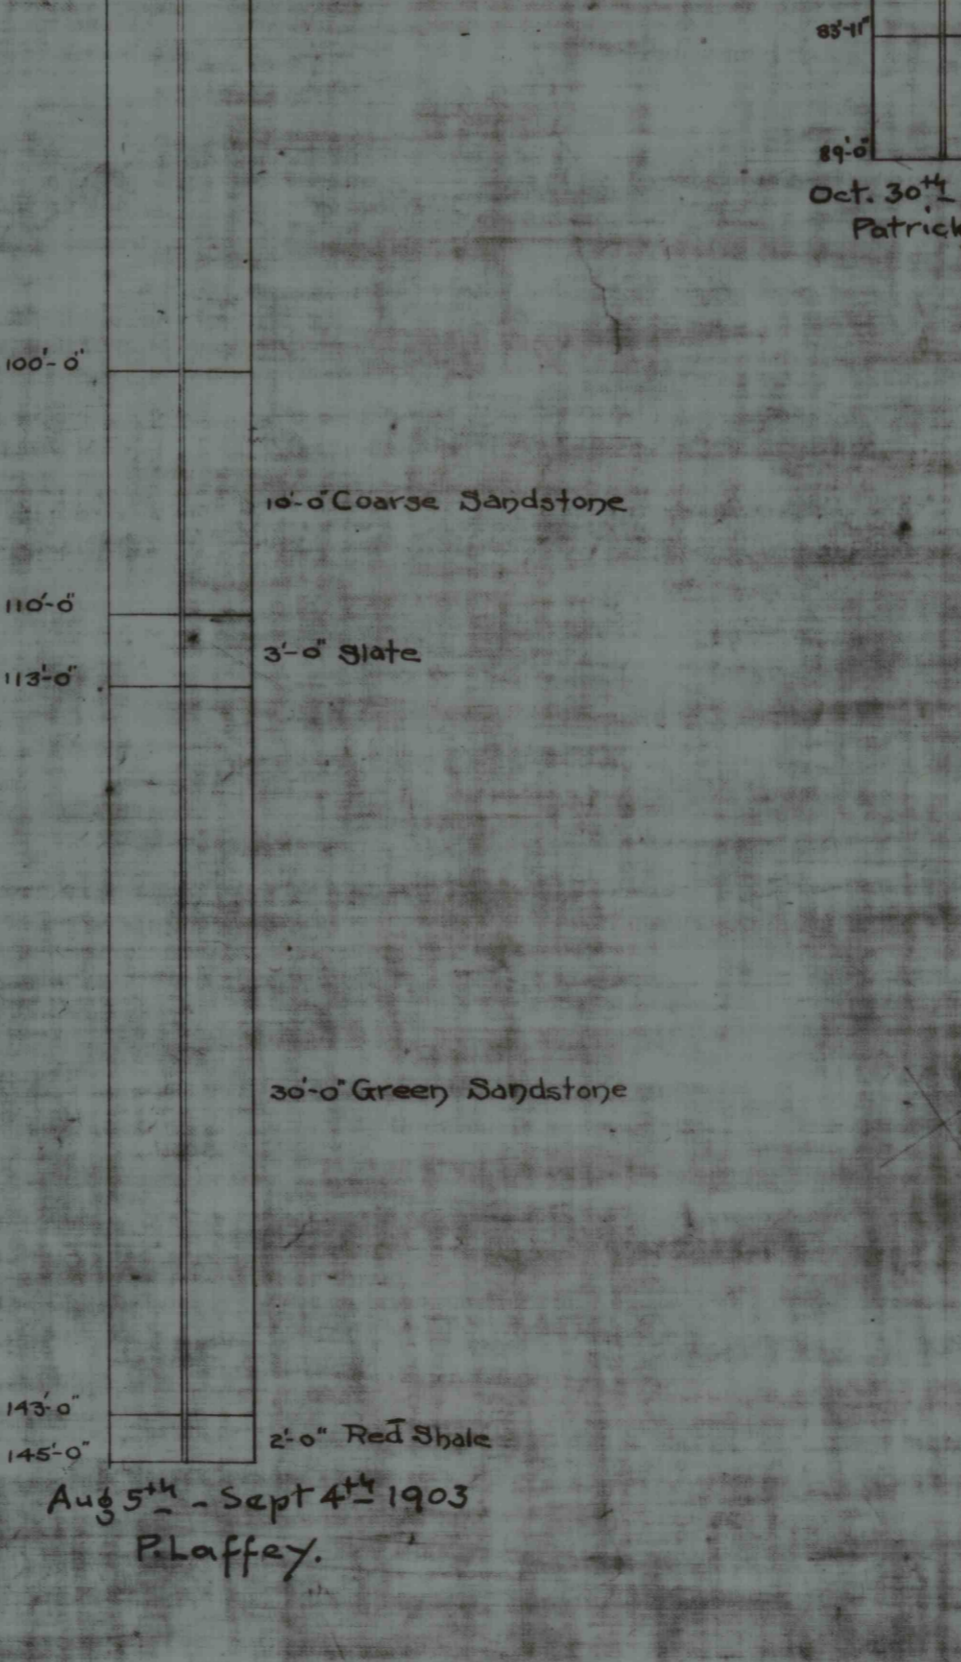 83'-11"
89'-0"
Oct. 30th
Patrick
100'-0"
10'-0" Coarse Sandstone
110'-0"
3'-0" Slate
113'-0"
30'-0" Green Sandstone
143'-0"
2'-0" Red Shale
145'-0"
Aug 5th - Sept 4th 1903
P. Laffey.